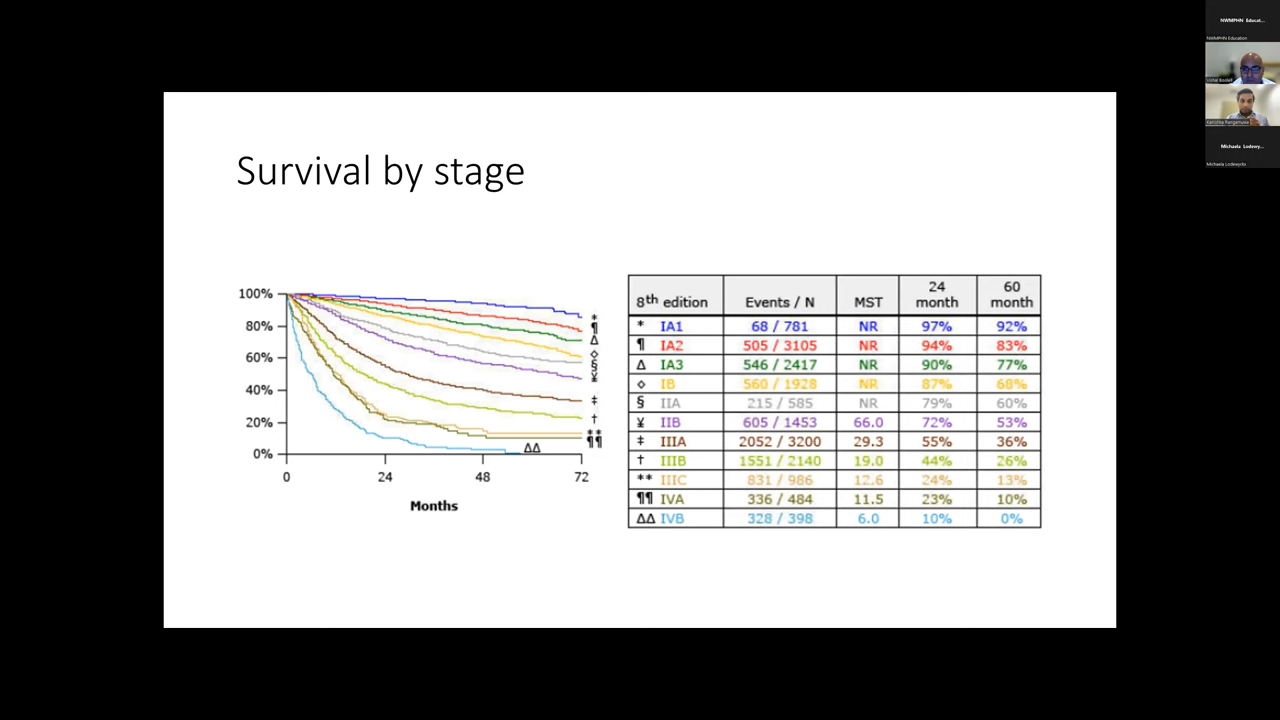 Survival by stage
100%
80%
60%
40%
20%
0%
0 24 48 72
Months
*
¶
Δ
◇
§
¥
‡
†
**
¶¶
ΔΔ
8th edition Events / N MST 24 month 60 month
* IA1 68 / 781 NR 97% 92%
¶ IA2 505 / 3105 NR 94% 83%
Δ IA3 546 / 2417 NR 90% 77%
◇ IB 560 / 1928 NR 87% 68%
§ IIA 215 / 585 NR 79% 60%
¥ IIB 605 / 1453 66.0 72% 53%
‡ IIIA 2052 / 3200 29.3 55% 36%
† IIIB 1551 / 2140 19.0 44% 26%
** IIIC 831 / 986 12.6 24% 13%
¶¶ IVA 336 / 484 11.5 23% 10%
ΔΔ IVB 328 / 398 6.0 10% 0%
NWMPHN Educat...
NWMPHN Education
Vishal Boolell
Kanishka Rangamuwa
Michaela Lodewy...
Michaela Lodewyckx